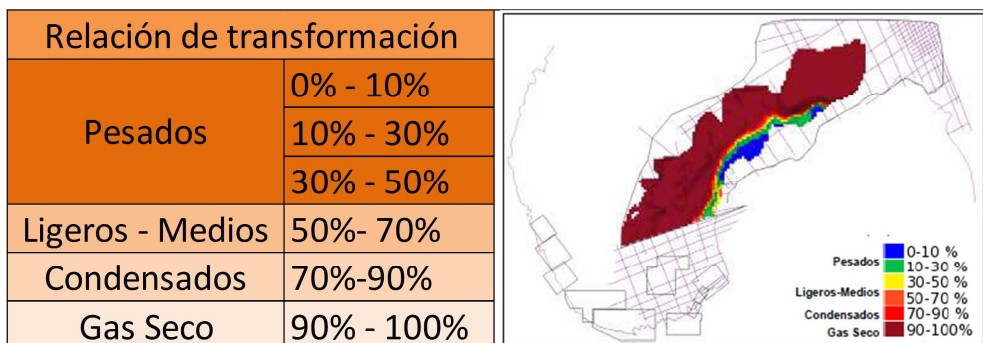 Relación de transformación
Pesados
0% - 10%
10% - 30%
30% - 50%
Ligeros - Medios 50%- 70%
Condensados 70%-90%
Gas Seco 90% - 100%
Pesados
0-10 %
10-30 %
30-50 %
Ligeros-Medios 50-70 %
Condensados 70-90 %
Gas Seco 90-100%